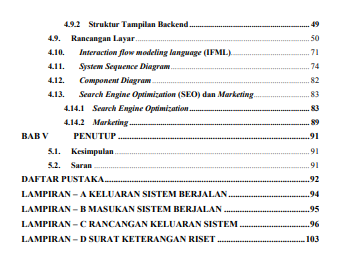 4.9.2 Struktur Tampilan Backend 49
4.9. Rancangan Layar 50
4.10. Interaction flow modeling language (IFML) 71
4.11. System Sequence Diagram 74
4.12. Component Diagram 82
4.13. Search Engine Optimization (SEO) dan Marketing 83
4.14.1 Search Engine Optimization 83
4.14.2 Marketing 89
BAB V PENUTUP 91
5.1. Kesimpulan 91
5.2. Saran 91
DAFTAR PUSTAKA 92
LAMPIRAN – A KELUARAN SISTEM BERJALAN 94
LAMPIRAN – B MASUKAN SISTEM BERJALAN 95
LAMPIRAN – C RANCANGAN KELUARAN SISTEM 96
LAMPIRAN – D SURAT KETERANGAN RISET 103